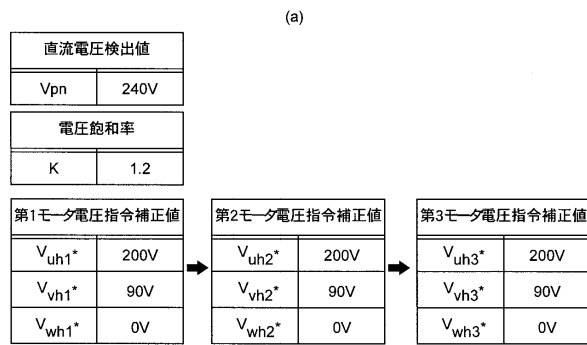 (a)
直流電圧検出値
Vpn 240V
電圧飽和率
K 1.2
第1モータ電圧指令補正値 第2モータ電圧指令補正値 第3モータ電圧指令補正値
Vuh1* 200V Vuh2* 200V Vuh3* 200V
Vvh1* 90V Vvh2* 90V Vvh3* 90V
Vwh1* 0V Vwh2* 0V Vwh3* 0V